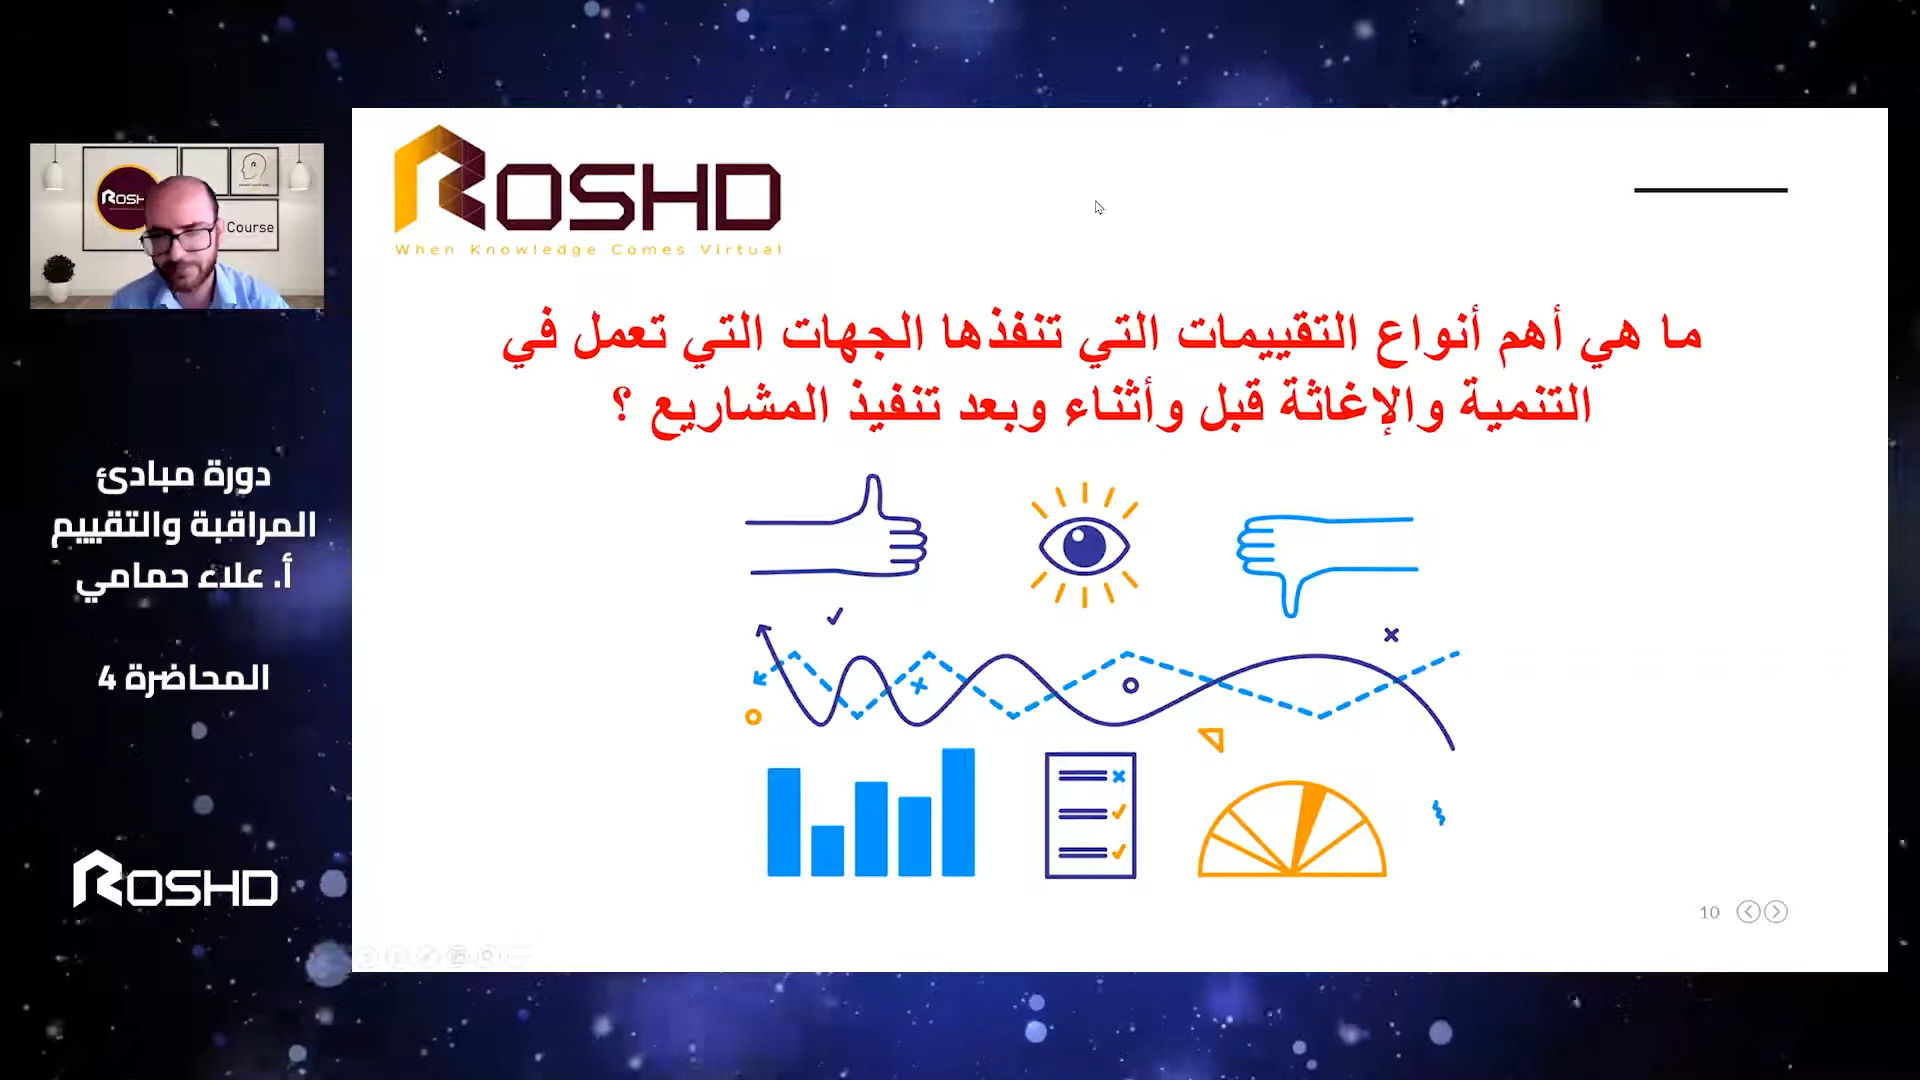 ROSHD
Course
ROSHD
When Knowledge Comes Virtual
ما هي أهم أنواع التقييمات التي تنفذها الجهات التي تعمل في
التنمية والإغاثة قبل وأثناء وبعد تنفيذ المشاريع ؟
دورة مبادئ
المراقبة والتقييم
أ. علاء حمامي
المحاضرة 4
ROSHD
10